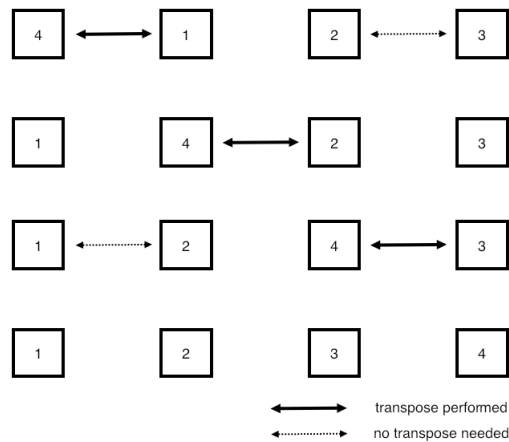 4 1 2 3
1 4 2 3
1 2 4 3
1 2 3 4
transpose performed
no transpose needed